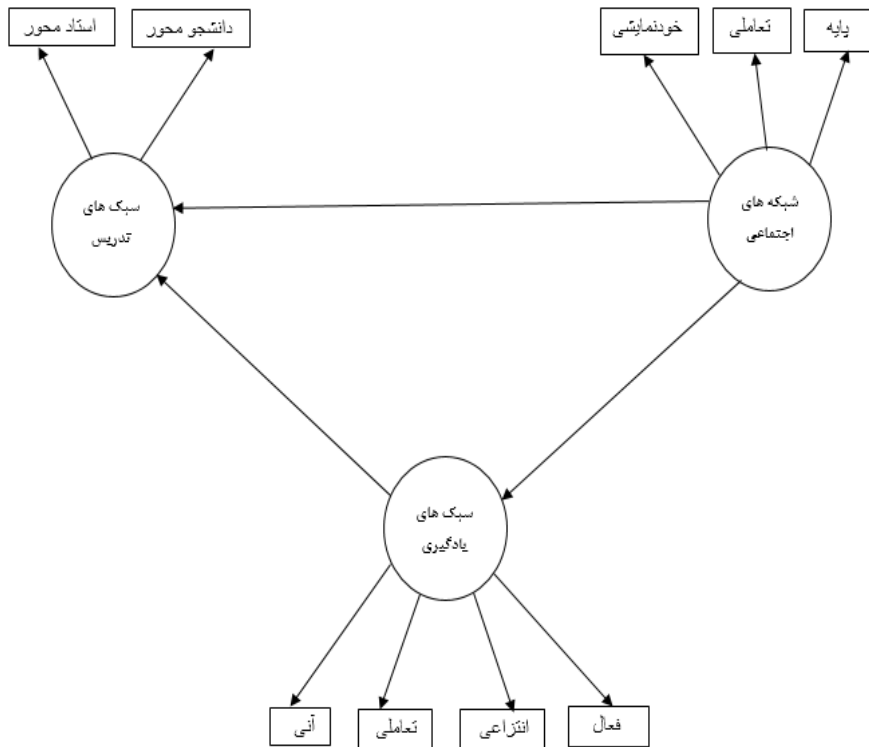 پایه
تعاملی
خودنمایشی
دانشجو محور
استاد محور
شبکه های
اجتماعی
سبک های
تدریس
سبک های
یادگیری
فعال
انتزاعی
تعاملی
آنی